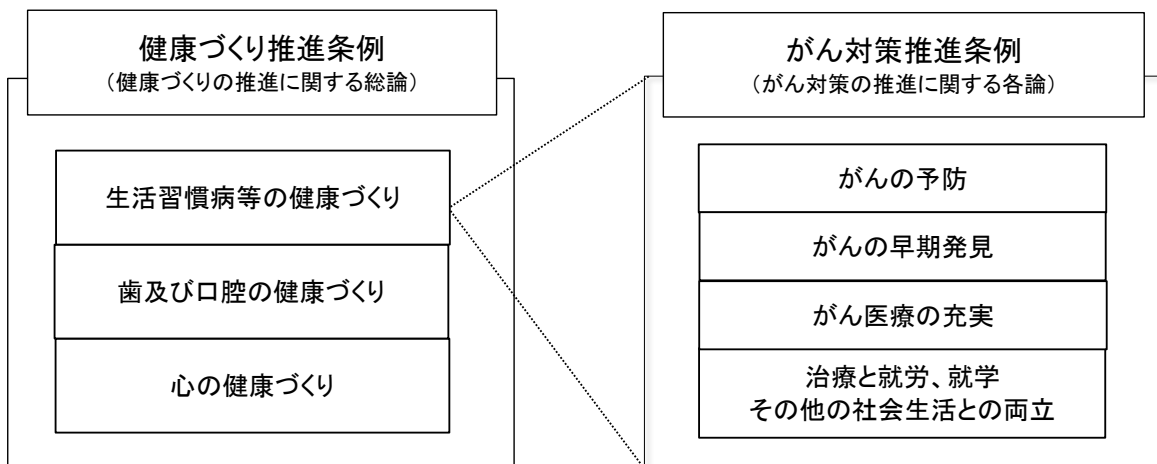 健康づくり推進条例
（健康づくりの推進に関する総論）
生活習慣病等の健康づくり
歯及び口腔の健康づくり
心の健康づくり
がん対策推進条例
（がん対策の推進に関する各論）
がんの予防
がんの早期発見
がん医療の充実
治療と就労、就学
その他の社会生活との両立